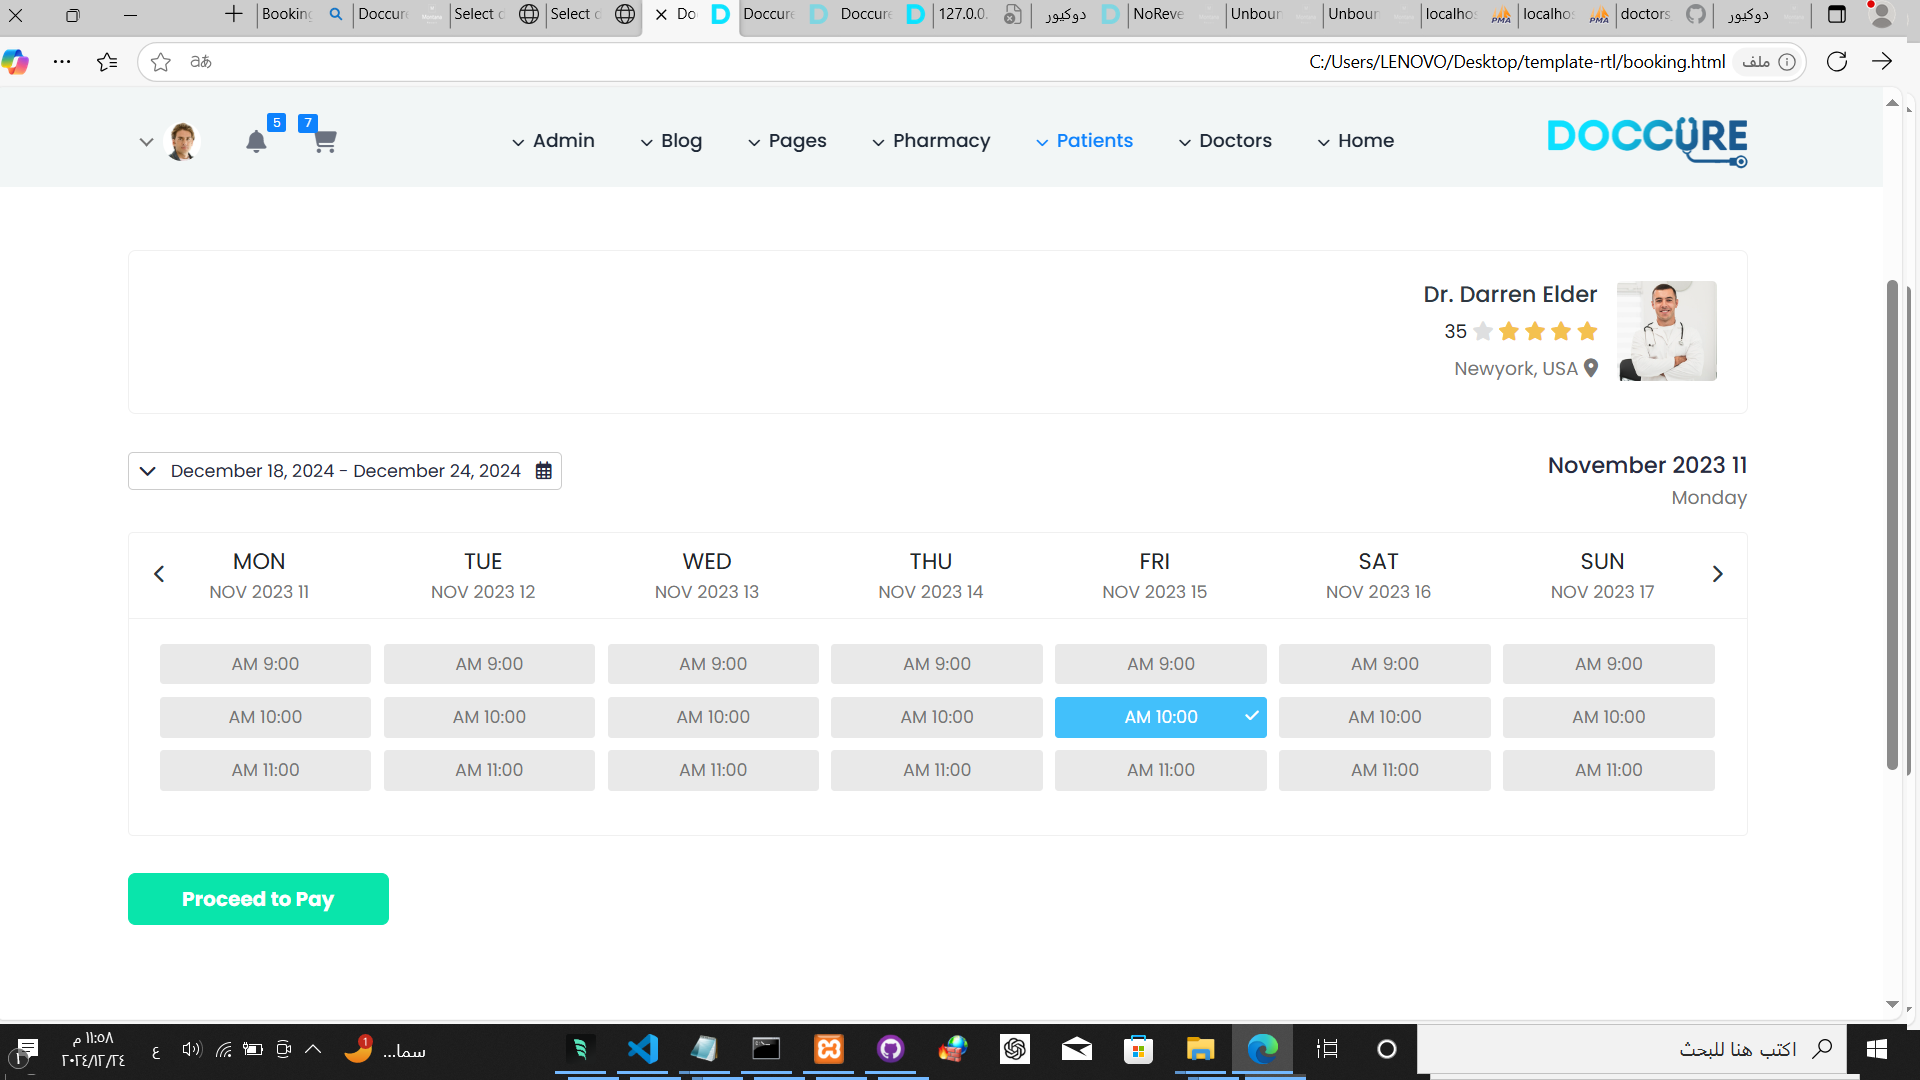 Booking
Doccure
Select d
Select d
Do
Doccure
Doccure
127.0.0.
دوكيور
NoReve
Unboun
Unboun
localhos
localhos
doctors
دوكيور
C:/Users/LENOVO/Desktop/template-rtl/booking.html
ملف
aあ
5
7
Admin
Blog
Pages
Pharmacy
Patients
Doctors
Home
DOCCURE
Dr. Darren Elder
35
Newyork, USA
December 18, 2024 - December 24, 2024
November 2023 11
Monday
MON TUE WED THU FRI SAT SUN
NOV 2023 11 NOV 2023 12 NOV 2023 13 NOV 2023 14 NOV 2023 15 NOV 2023 16 NOV 2023 17
AM 9:00 AM 9:00 AM 9:00 AM 9:00 AM 9:00 AM 9:00 AM 9:00
AM 10:00 AM 10:00 AM 10:00 AM 10:00 AM 10:00 AM 10:00 AM 10:00
AM 11:00 AM 11:00 AM 11:00 AM 11:00 AM 11:00 AM 11:00 AM 11:00
Proceed to Pay
١
١١:٥٨ م
٢٠٢٤/١٢/٢٤
ع
1
سما...
اكتب هنا للبحث